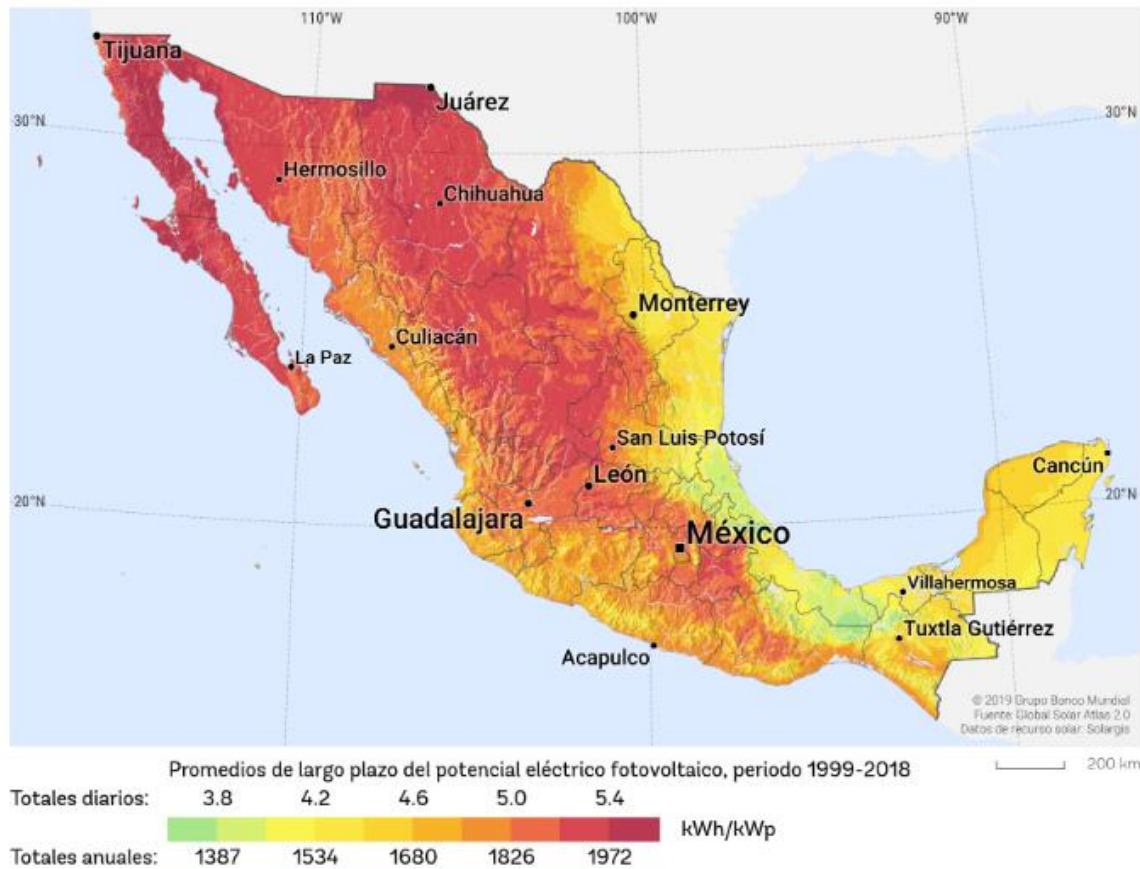 110°W 100°W 90°W
Tijuana
Juárez
30°N 30°N
Hermosillo
Chihuahua
Monterrey
Culiacán
La Paz
San Luis Potosí
León
Cancún
20°N 20°N
Guadalajara
México
Villahermosa
Tuxtla Gutiérrez
Acapulco
© 2019 Grupo Banco Mundial
Fuente: Global Solar Atlas 2.0
Datos de recurso solar: Solargis
Promedios de largo plazo del potencial eléctrico fotovoltaico, periodo 1999-2018
200 km
Totales diarios: 3.8 4.2 4.6 5.0 5.4
kWh/kWp
Totales anuales: 1387 1534 1680 1826 1972